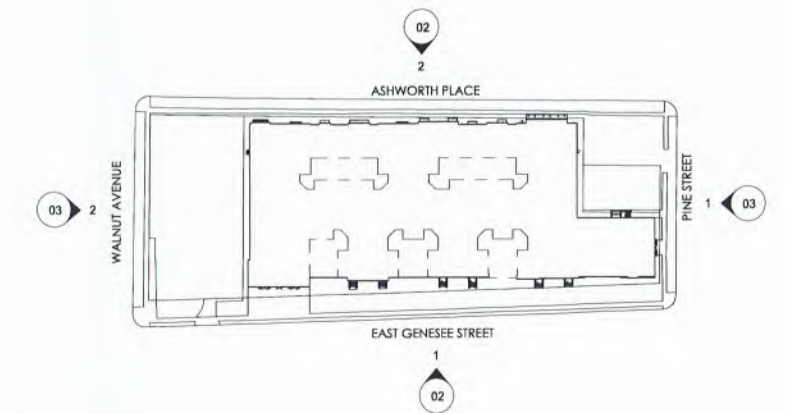 02
2
ASHWORTH PLACE
WALNUT AVENUE
03 2
PINE STREET
1 03
EAST GENESEE STREET
1
02